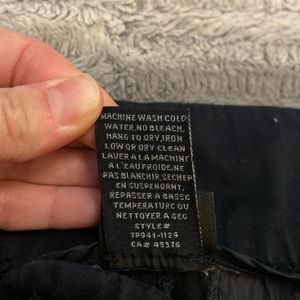 MACHINE WASH COLD
WATER,NO BLEACH,
HANG TO DRY,IRON
LOW OR DRY CLEAN
LAVER A LA MACHINE
A L'EAU FROIDE,NE
PAS BLANCHIR,SECHER
EN SUSPENDANT,
REPASSER A BASSE
TEMPERATURE OU
NETTOYER A SEC
STYLE#
7P941-1124
CA# 45376